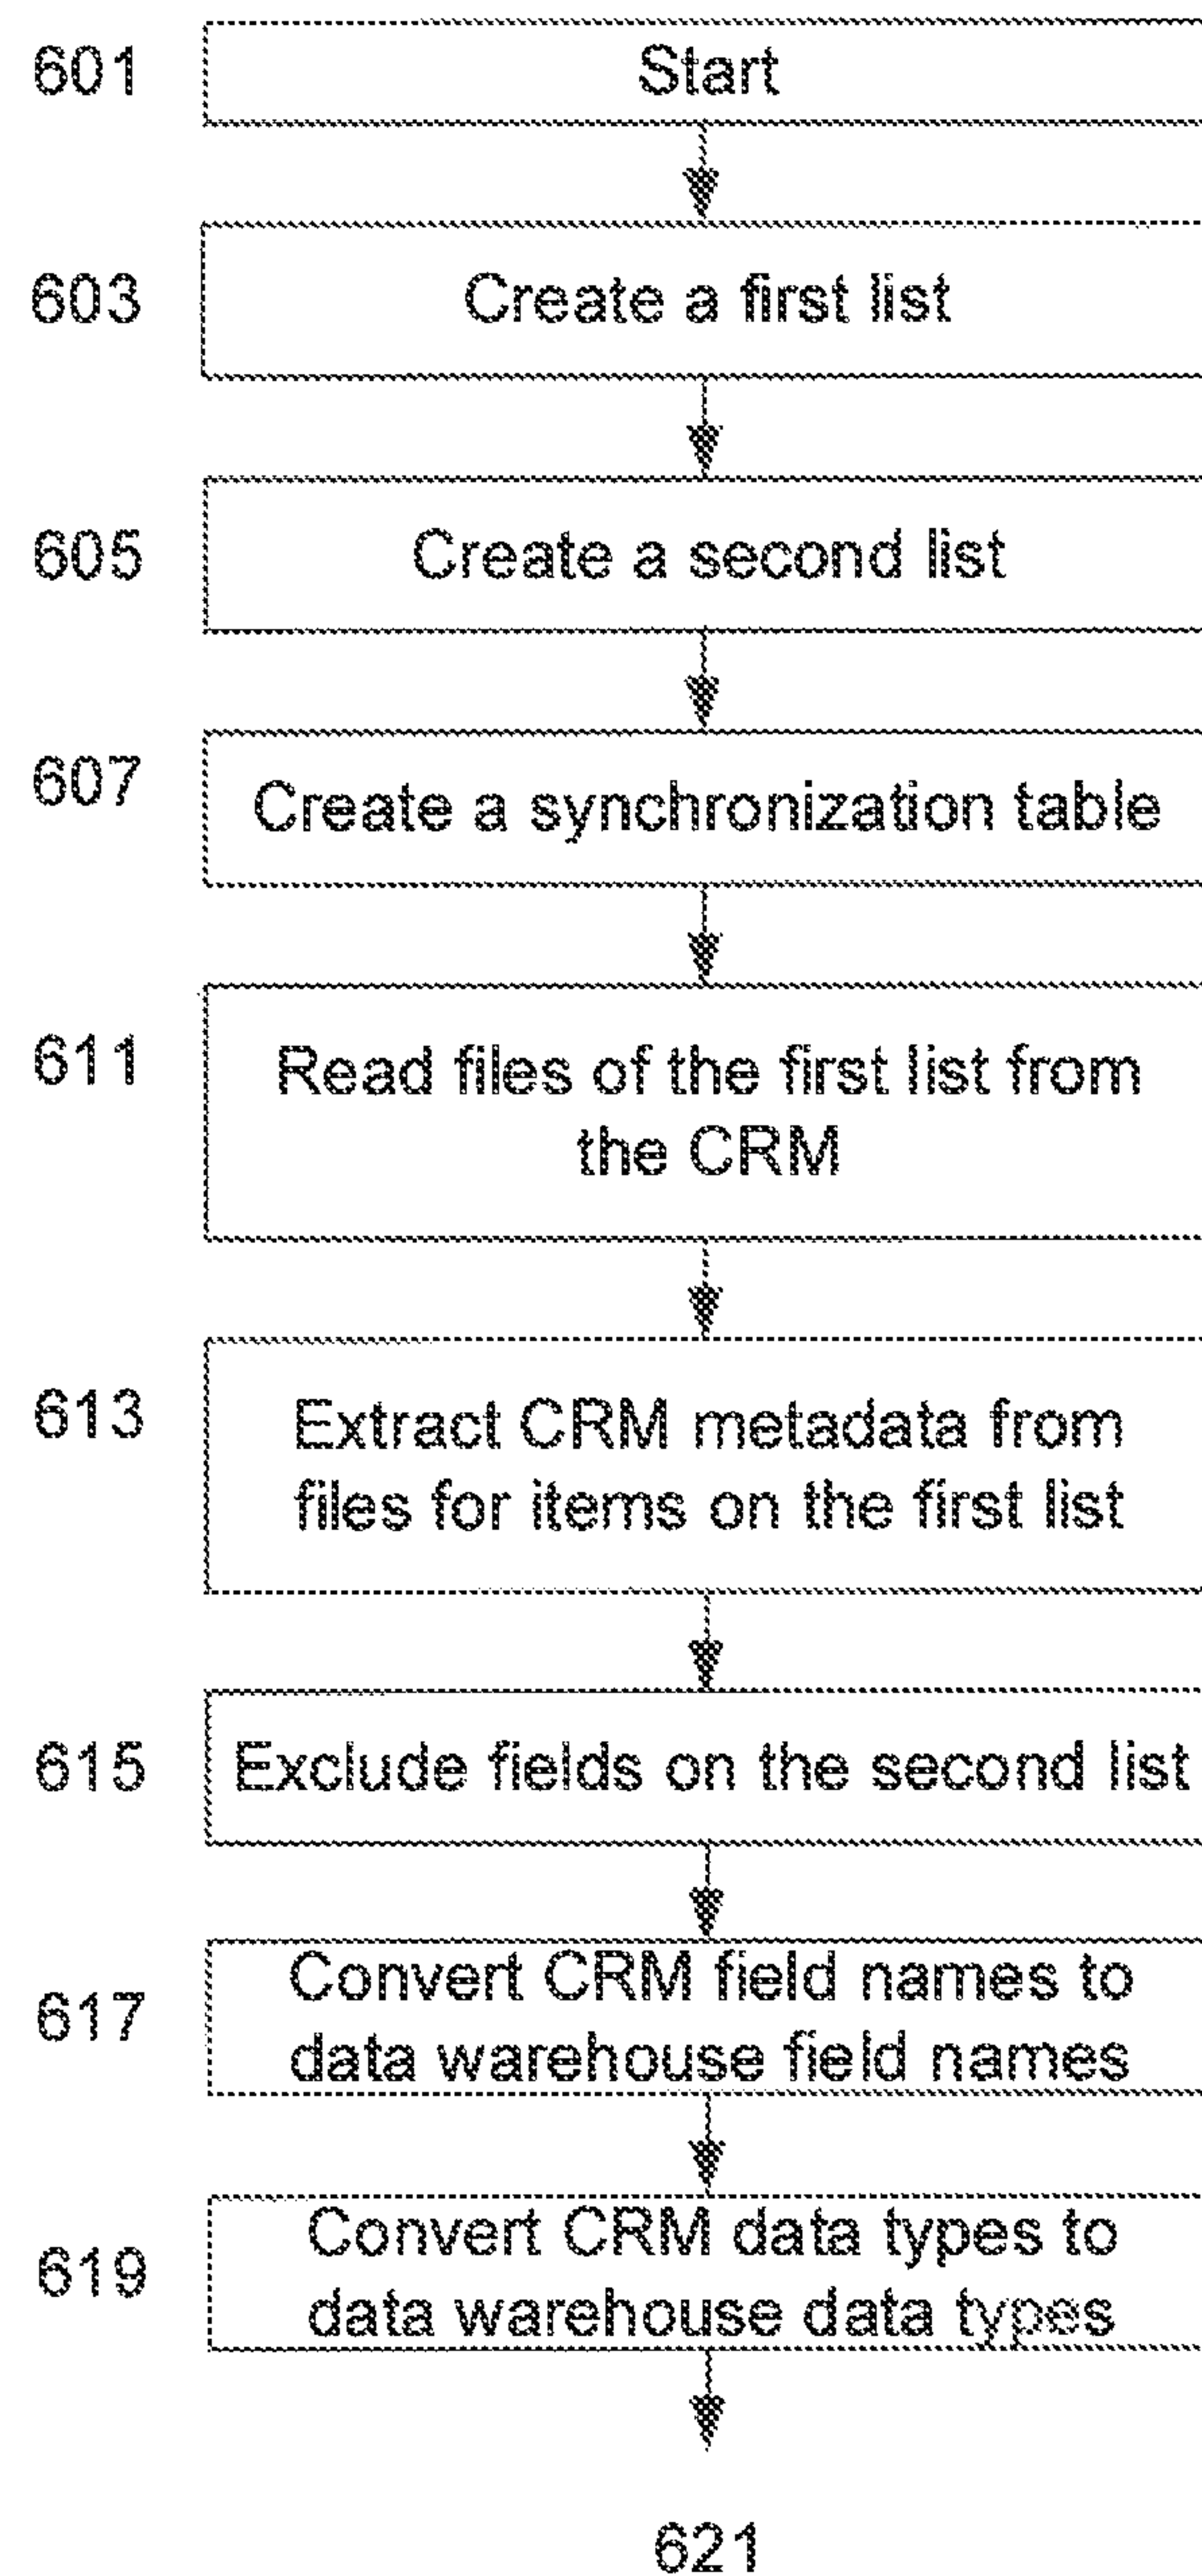 601
Start
603
Create a first list
605
Create a second list
607
Create a synchronization table
611
Read files of the first list from
the CRM
613
Extract CRM metadata from
files for items on the first list
615
Exclude fields on the second list
617
Convert CRM field names to
data warehouse field names
619
Convert CRM data types to
data warehouse data types
621